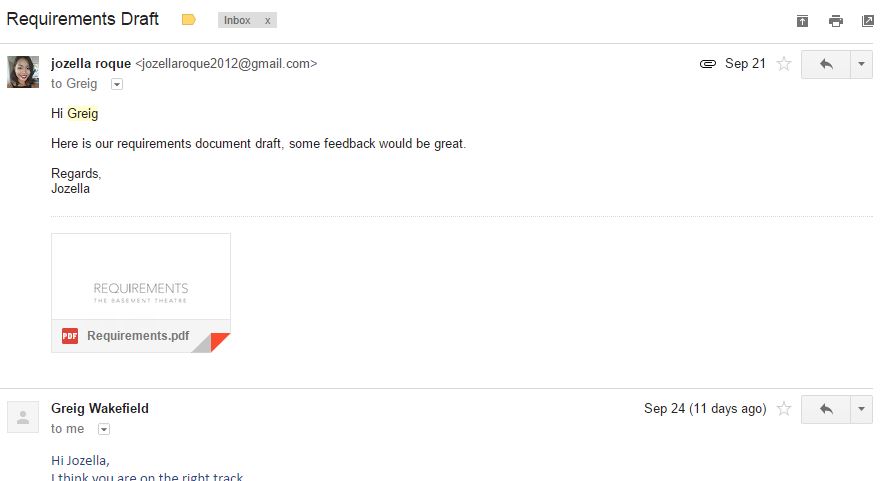 Requirements Draft
Inbox x
jozella roque <jozellaroque2012@gmail.com>
Sep 21
to Greig
Hi Greig
Here is our requirements document draft, some feedback would be great.
Regards,
Jozella
REQUIREMENTS
THE BASEMENT THEATRE
PDF Requirements.pdf
Greig Wakefield
Sep 24 (11 days ago)
to me
Hi Jozella,
I think you are on the right track